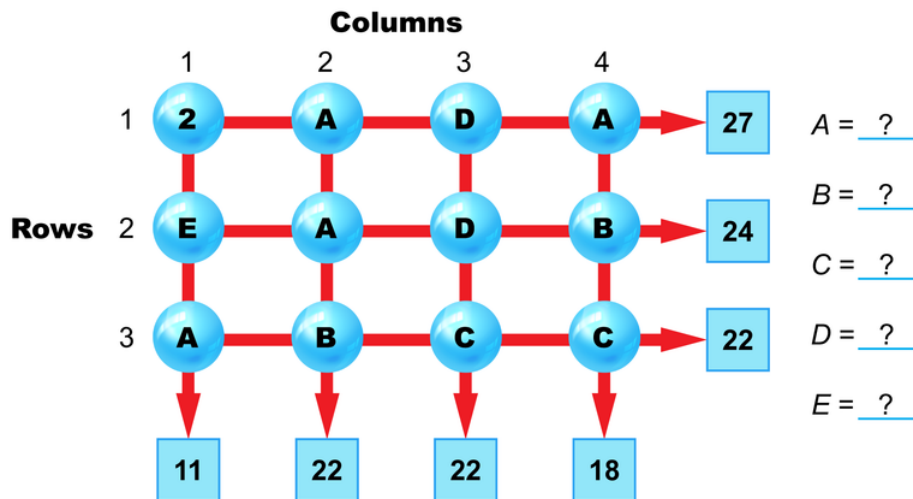 Columns
1 2 3 4
1 2 A D A 27 A = ?
B = ?
Rows 2 E A D B 24
C = ?
3 A B C C 22 D = ?
E = ?
11 22 22 18